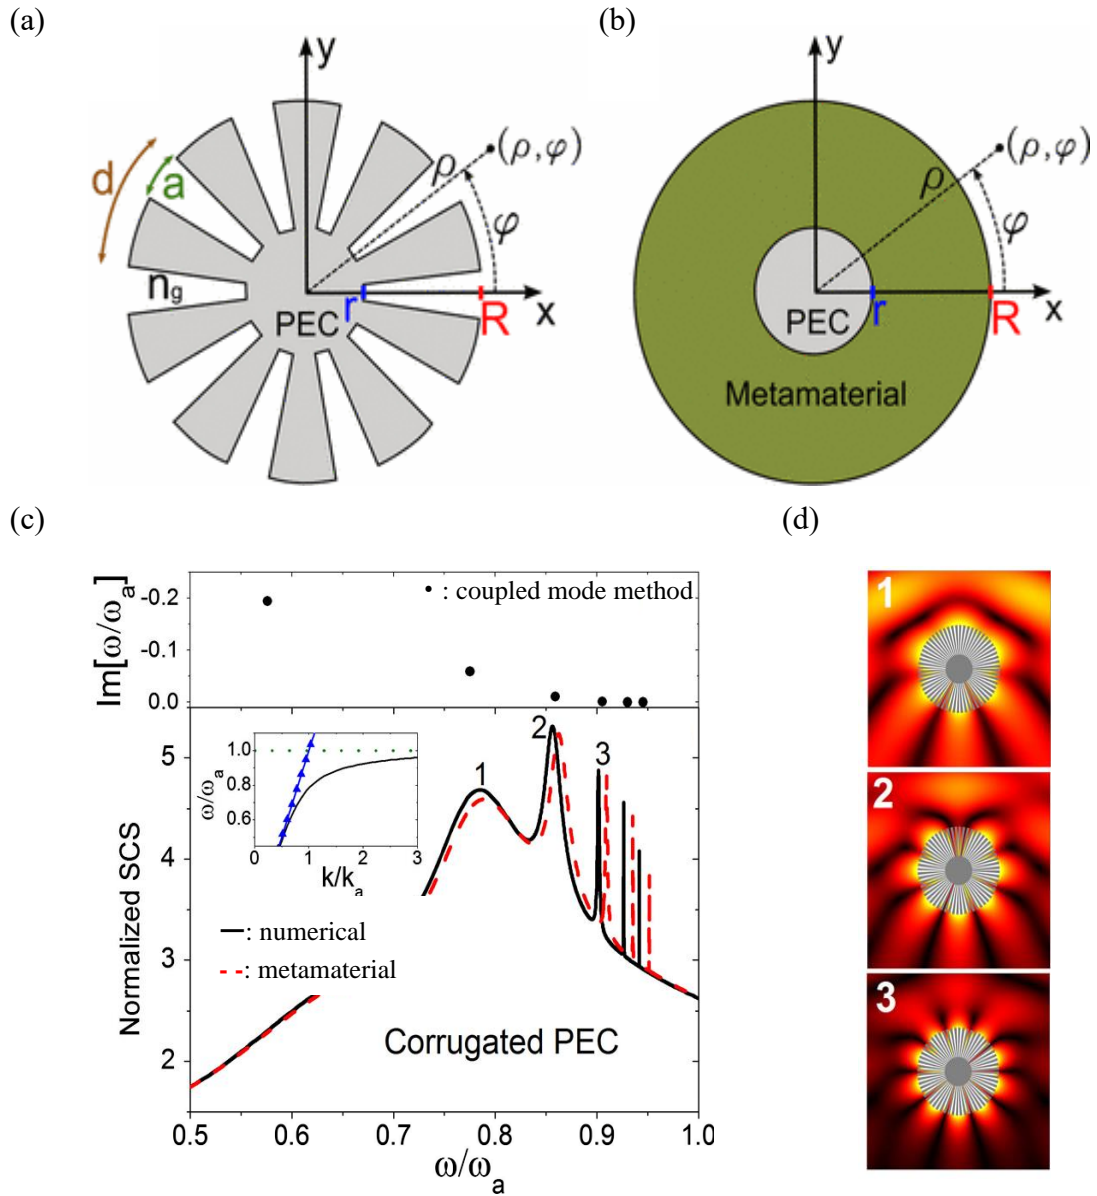 (a)
(b)
y
(ρ,φ)
ρ
φ
d
a
n_g
r
R
x
PEC
y
(ρ,φ)
ρ
φ
r
R
x
PEC
Metamaterial
(c)
(d)
Im[ω/ω_a]
-0.2
-0.1
0.0
• : coupled mode method
Normalized SCS
5
4
3
2
1
2
3
ω/ω_a
1.0
0.8
0.6
0
1
2
3
k/k_a
: numerical
: metamaterial
Corrugated PEC
0.5
0.6
0.7
0.8
0.9
1.0
ω/ω_a
1
2
3